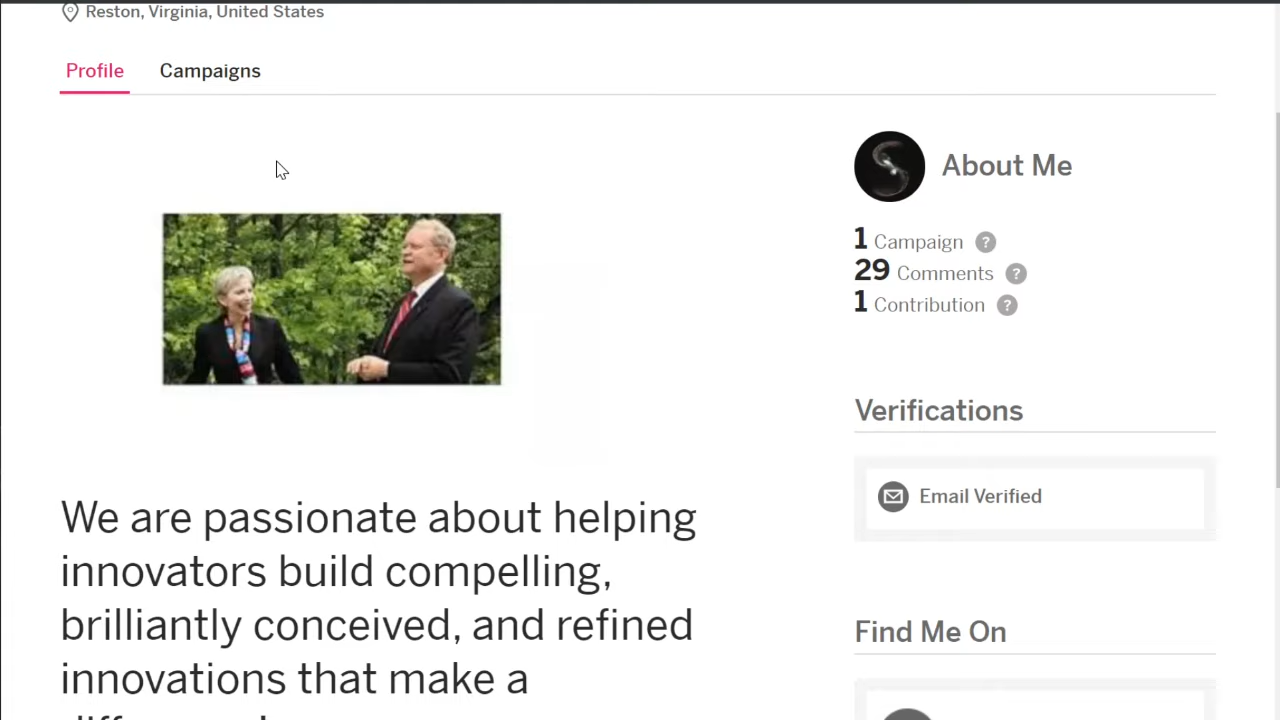 Reston, Virginia, United States
Profile Campaigns
About Me
1 Campaign ?
29 Comments ?
1 Contribution ?
Verifications
Email Verified
We are passionate about helping
innovators build compelling,
brilliantly conceived, and refined
innovations that make a
Find Me On